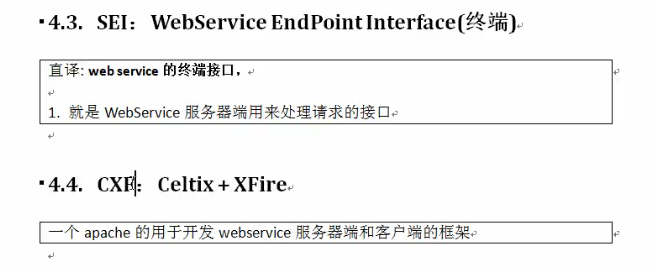 4.3. SEI：WebService EndPoint Interface(终端)
直译: web service 的终端接口，
1. 就是 WebService 服务器端用来处理请求的接口
4.4. CXF：Celtix + XFire
一个 apache 的用于开发 webservice 服务器端和客户端的框架